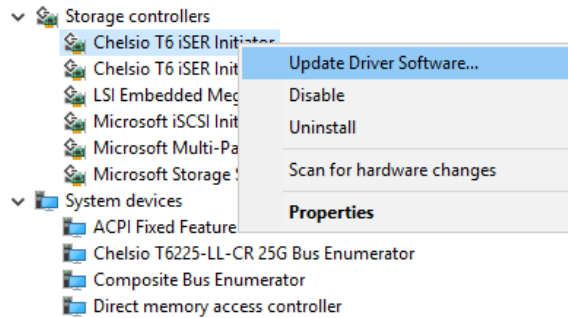 Storage controllers
Chelsio T6 iSER Initiator
Update Driver Software...
Chelsio T6 iSER Init
Disable
LSI Embedded Meg
Microsoft iSCSI Init
Uninstall
Microsoft Multi-Pa
Microsoft Storage
Scan for hardware changes
System devices
Properties
ACPI Fixed Feature
Chelsio T6225-LL-CR 25G Bus Enumerator
Composite Bus Enumerator
Direct memory access controller